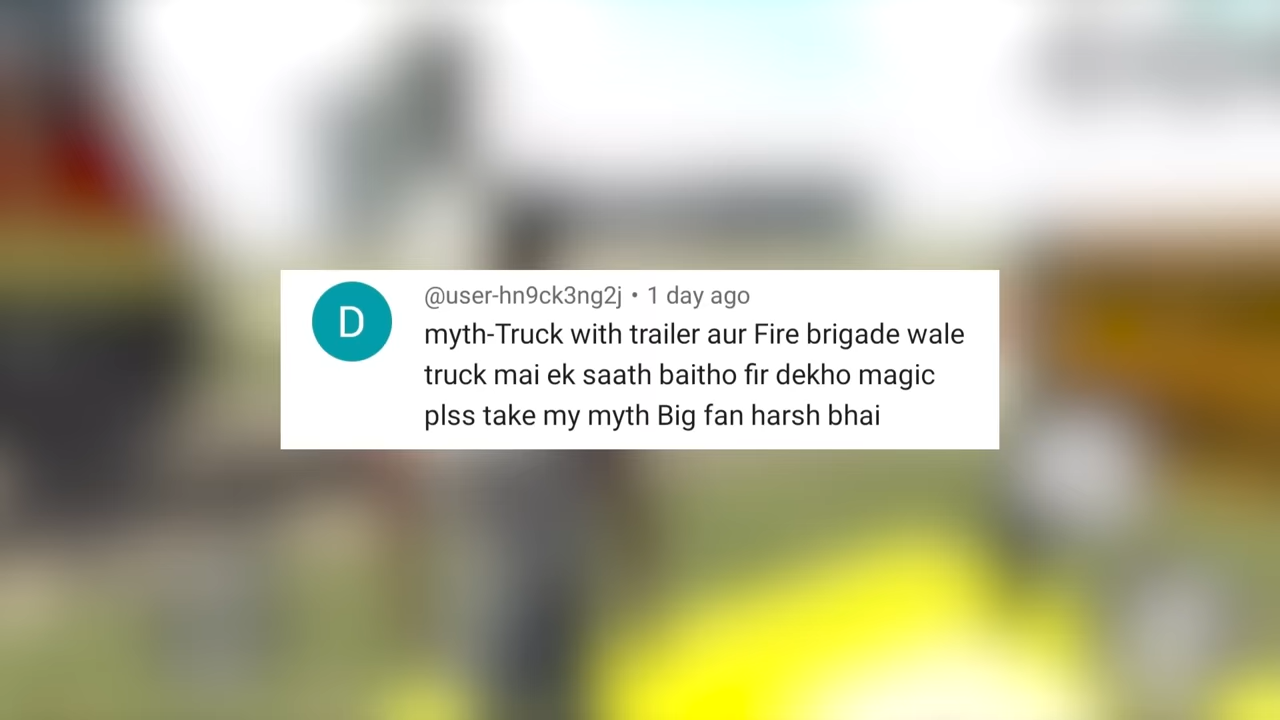 D
@user-hn9ck3ng2j • 1 day ago
myth-Truck with trailer aur Fire brigade wale
truck mai ek saath baitho fir dekho magic
plss take my myth Big fan harsh bhai